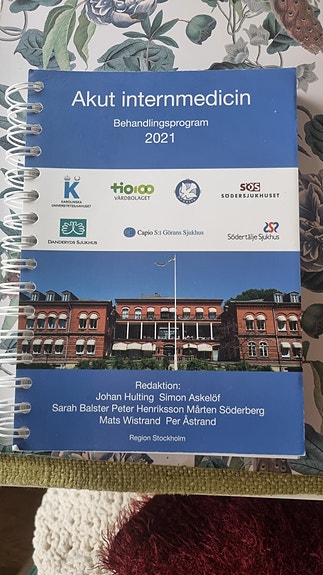 Akut internmedicin
Behandlingsprogram
2021
K
KAROLINSKA
UNIVERSITETSSJUKHUSET
tio100
VÅRDBOLAGET
SÖS
SÖDERSJUKHUSET
DANDERYDS SJUKHUS
Capio S:t Görans Sjukhus
Södertälje Sjukhus
Redaktion:
Johan Hulting Simon Askelöf
Sarah Balster Peter Henriksson Mårten Söderberg
Mats Wistrand Per Åstrand
Region Stockholm